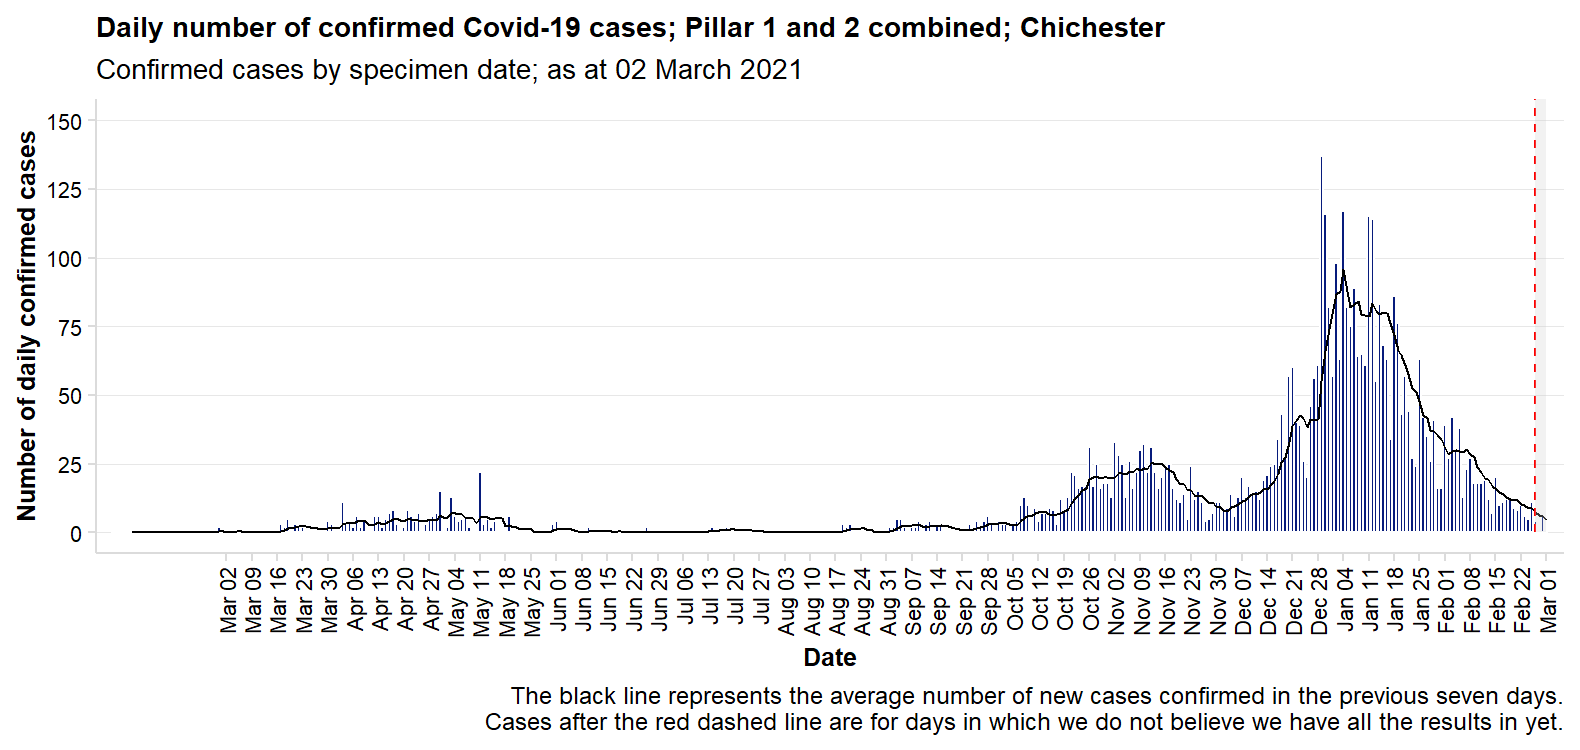 Daily number of confirmed Covid-19 cases; Pillar 1 and 2 combined; Chichester
Confirmed cases by specimen date; as at 02 March 2021
Number of daily confirmed cases
150
125
100
75
50
25
0
Mar 02
Mar 09
Mar 16
Mar 23
Mar 30
Apr 06
Apr 13
Apr 20
Apr 27
May 04
May 11
May 18
May 25
Jun 01
Jun 08
Jun 15
Jun 22
Jun 29
Jul 06
Jul 13
Jul 20
Jul 27
Aug 03
Aug 10
Aug 17
Aug 24
Aug 31
Sep 07
Sep 14
Sep 21
Sep 28
Oct 05
Oct 12
Oct 19
Oct 26
Nov 02
Nov 09
Nov 16
Nov 23
Nov 30
Dec 07
Dec 14
Dec 21
Dec 28
Jan 04
Jan 11
Jan 18
Jan 25
Feb 01
Feb 08
Feb 15
Feb 22
Mar 01
Date
The black line represents the average number of new cases confirmed in the previous seven days.
Cases after the red dashed line are for days in which we do not believe we have all the results in yet.